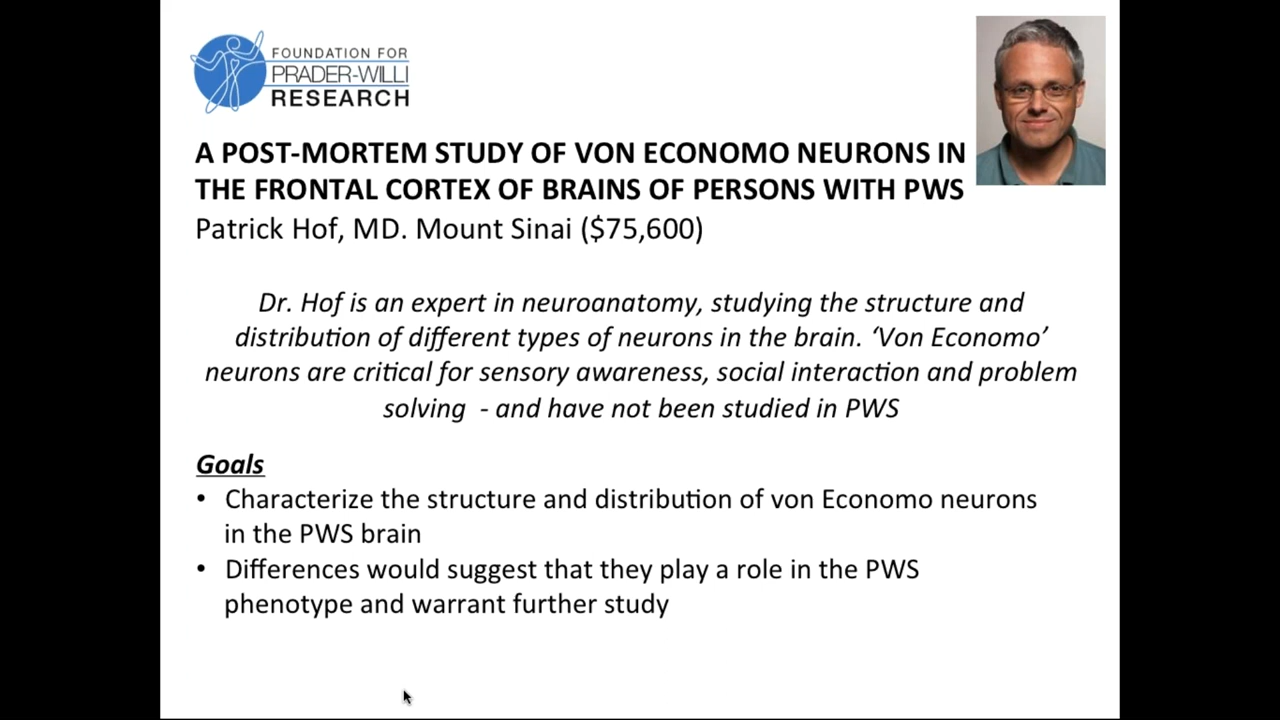 FOUNDATION FOR
PRADER-WILLI
RESEARCH
A POST-MORTEM STUDY OF VON ECONOMO NEURONS IN
THE FRONTAL CORTEX OF BRAINS OF PERSONS WITH PWS
Patrick Hof, MD. Mount Sinai ($75,600)
Dr. Hof is an expert in neuroanatomy, studying the structure and
distribution of different types of neurons in the brain. ‘Von Economo’
neurons are critical for sensory awareness, social interaction and problem
solving  - and have not been studied in PWS
Goals
• Characterize the structure and distribution of von Economo neurons
in the PWS brain
• Differences would suggest that they play a role in the PWS
phenotype and warrant further study